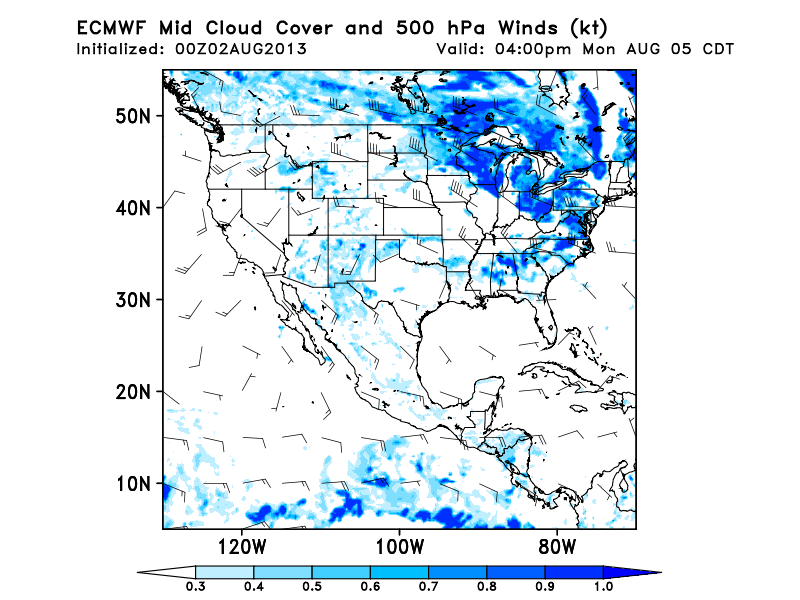 ECMWF Mid Cloud Cover and 500 hPa Winds (kt)
Initialized: 00Z02AUG2013 Valid: 04:00pm Mon AUG 05 CDT
50N
40N
30N
20N
10N
120W 100W 80W
0.3 0.4 0.5 0.6 0.7 0.8 0.9 1.0